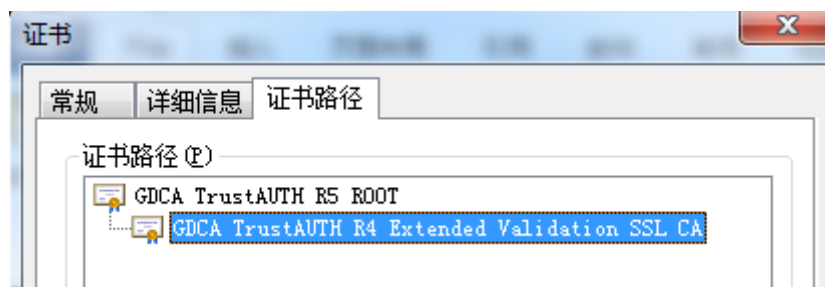 证书
常规 详细信息 证书路径
证书路径(P)
GDCA TrustAUTH R5 ROOT
GDCA TrustAUTH R4 Extended Validation SSL CA